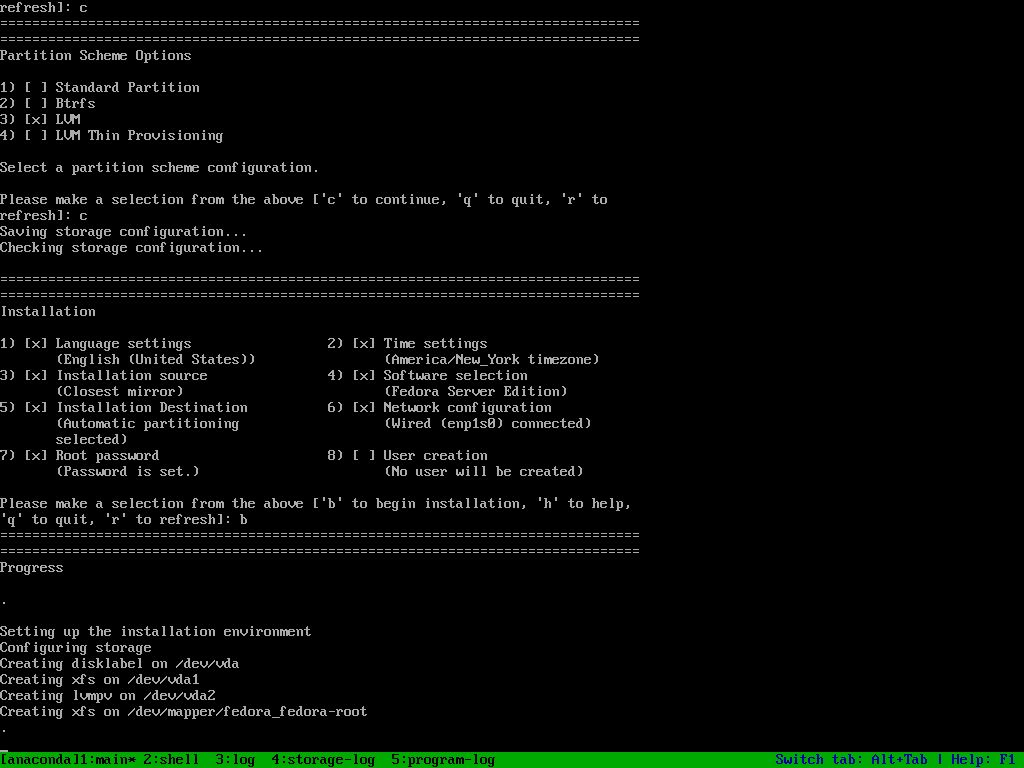 refresh]: c
================================================================================
================================================================================
Partition Scheme Options

1) [ ] Standard Partition
2) [ ] Btrfs
3) [x] LVM
4) [ ] LVM Thin Provisioning

Select a partition scheme configuration.

Please make a selection from the above ['c' to continue, 'q' to quit, 'r' to
refresh]: c
Saving storage configuration...
Checking storage configuration...

================================================================================
================================================================================
Installation

1) [x] Language settings                 2) [x] Time settings
       (English (United States))                (America/New_York timezone)
3) [x] Installation source               4) [x] Software selection
       (Closest mirror)                         (Fedora Server Edition)
5) [x] Installation Destination          6) [x] Network configuration
       (Automatic partitioning                  (Wired (enp1s0) connected)
       selected)
7) [x] Root password                     8) [ ] User creation
       (Password is set.)                       (No user will be created)

Please make a selection from the above ['b' to begin installation, 'h' to help,
'q' to quit, 'r' to refresh]: b
================================================================================
================================================================================
Progress

.

Setting up the installation environment
Configuring storage
Creating disklabel on /dev/vda
Creating xfs on /dev/vda1
Creating lvmpv on /dev/vda2
Creating xfs on /dev/mapper/fedora_fedora-root
.

[anaconda]1:main* 2:shell  3:log  4:storage-log  5:program-log                                   Switch tab: Alt+Tab | Help: F1